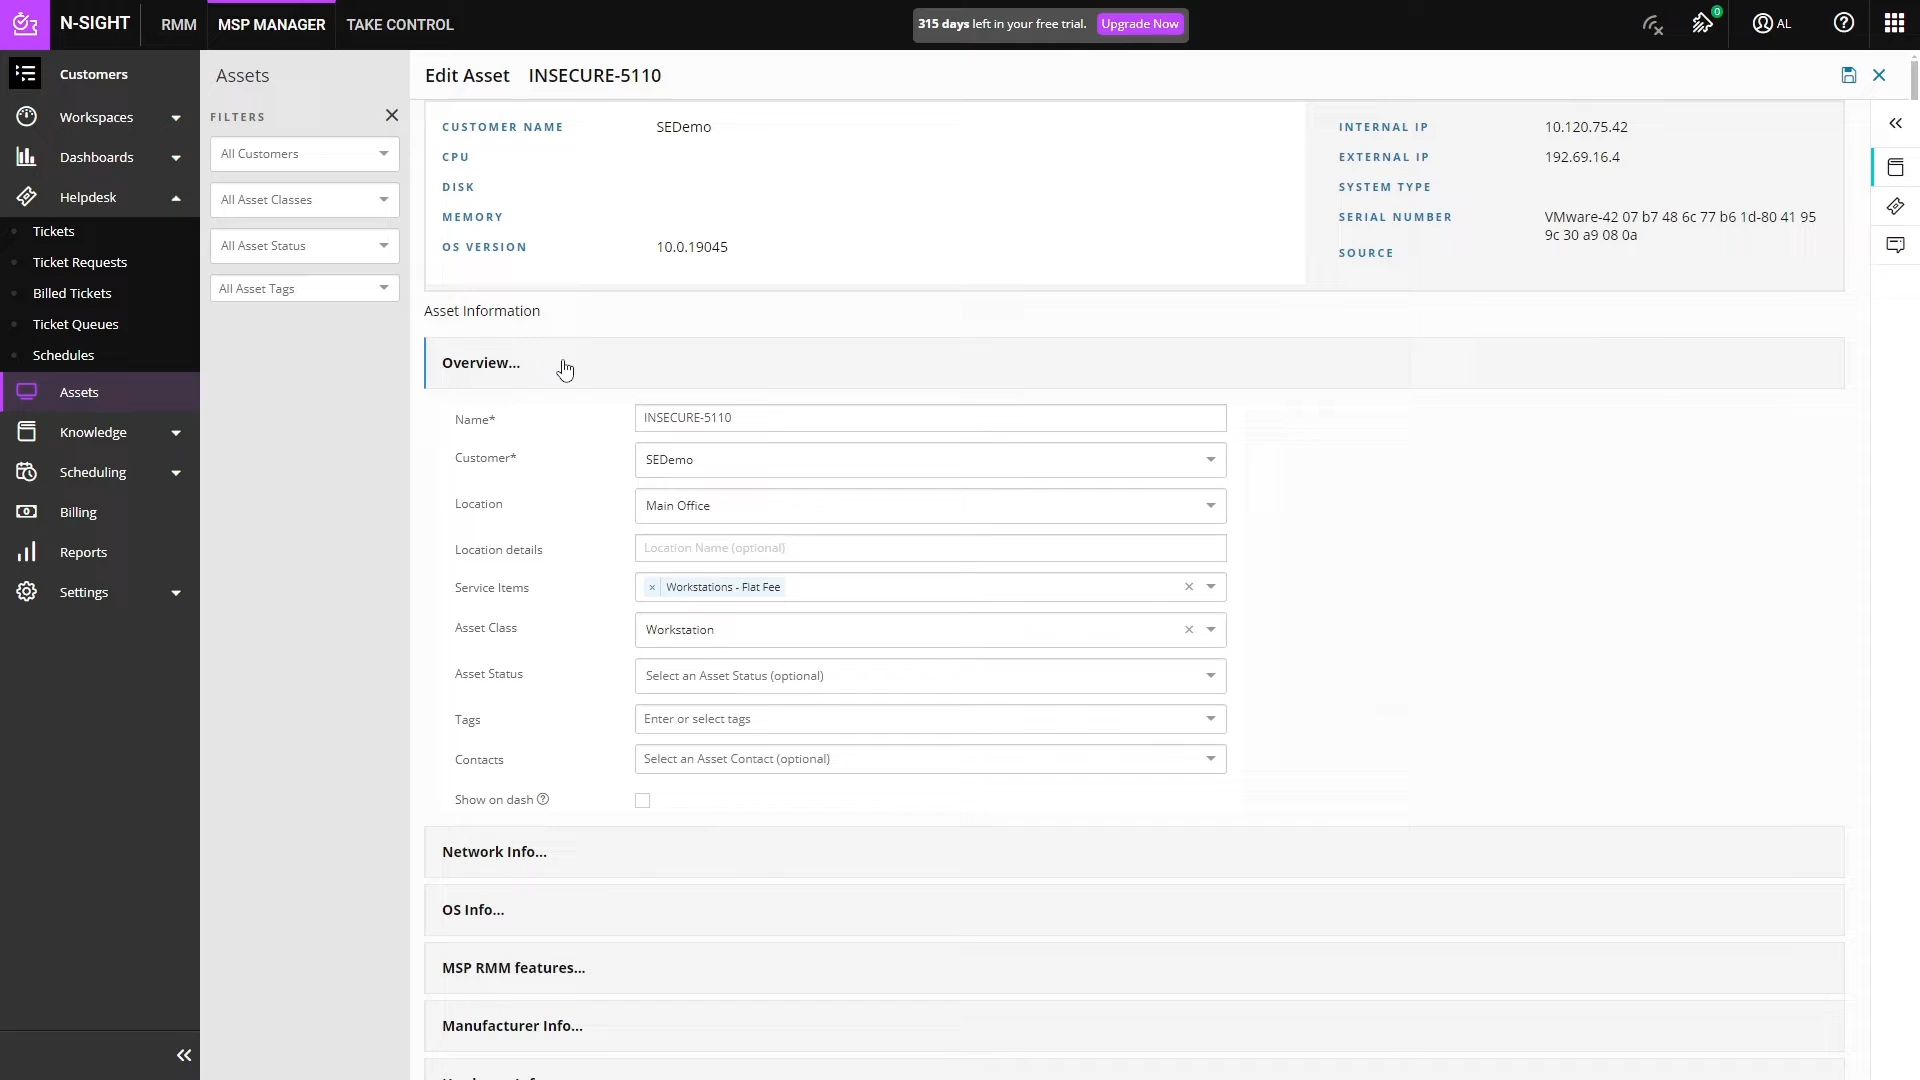 N-SIGHT
RMM
MSP MANAGER
TAKE CONTROL
315 days left in your free trial.
Upgrade Now
0
AL
Customers
Workspaces
Dashboards
Helpdesk
Tickets
Ticket Requests
Billed Tickets
Ticket Queues
Schedules
Assets
Knowledge
Scheduling
Billing
Reports
Settings
Assets
FILTERS
All Customers
All Asset Classes
All Asset Status
All Asset Tags
Edit Asset INSECURE-5110
CUSTOMER NAME SEDemo
CPU
DISK
MEMORY
OS VERSION 10.0.19045
INTERNAL IP 10.120.75.42
EXTERNAL IP 192.69.16.4
SYSTEM TYPE
SERIAL NUMBER VMware-42 07 b7 48 6c 77 b6 1d-80 41 95
9c 30 a9 08 0a
SOURCE
Asset Information
Overview...
Name* INSECURE-5110
Customer* SEDemo
Location Main Office
Location details Location Name (optional)
Service Items × Workstations - Flat Fee
Asset Class Workstation
Asset Status Select an Asset Status (optional)
Tags Enter or select tags
Contacts Select an Asset Contact (optional)
Show on dash
Network Info...
OS Info...
MSP RMM features...
Manufacturer Info...